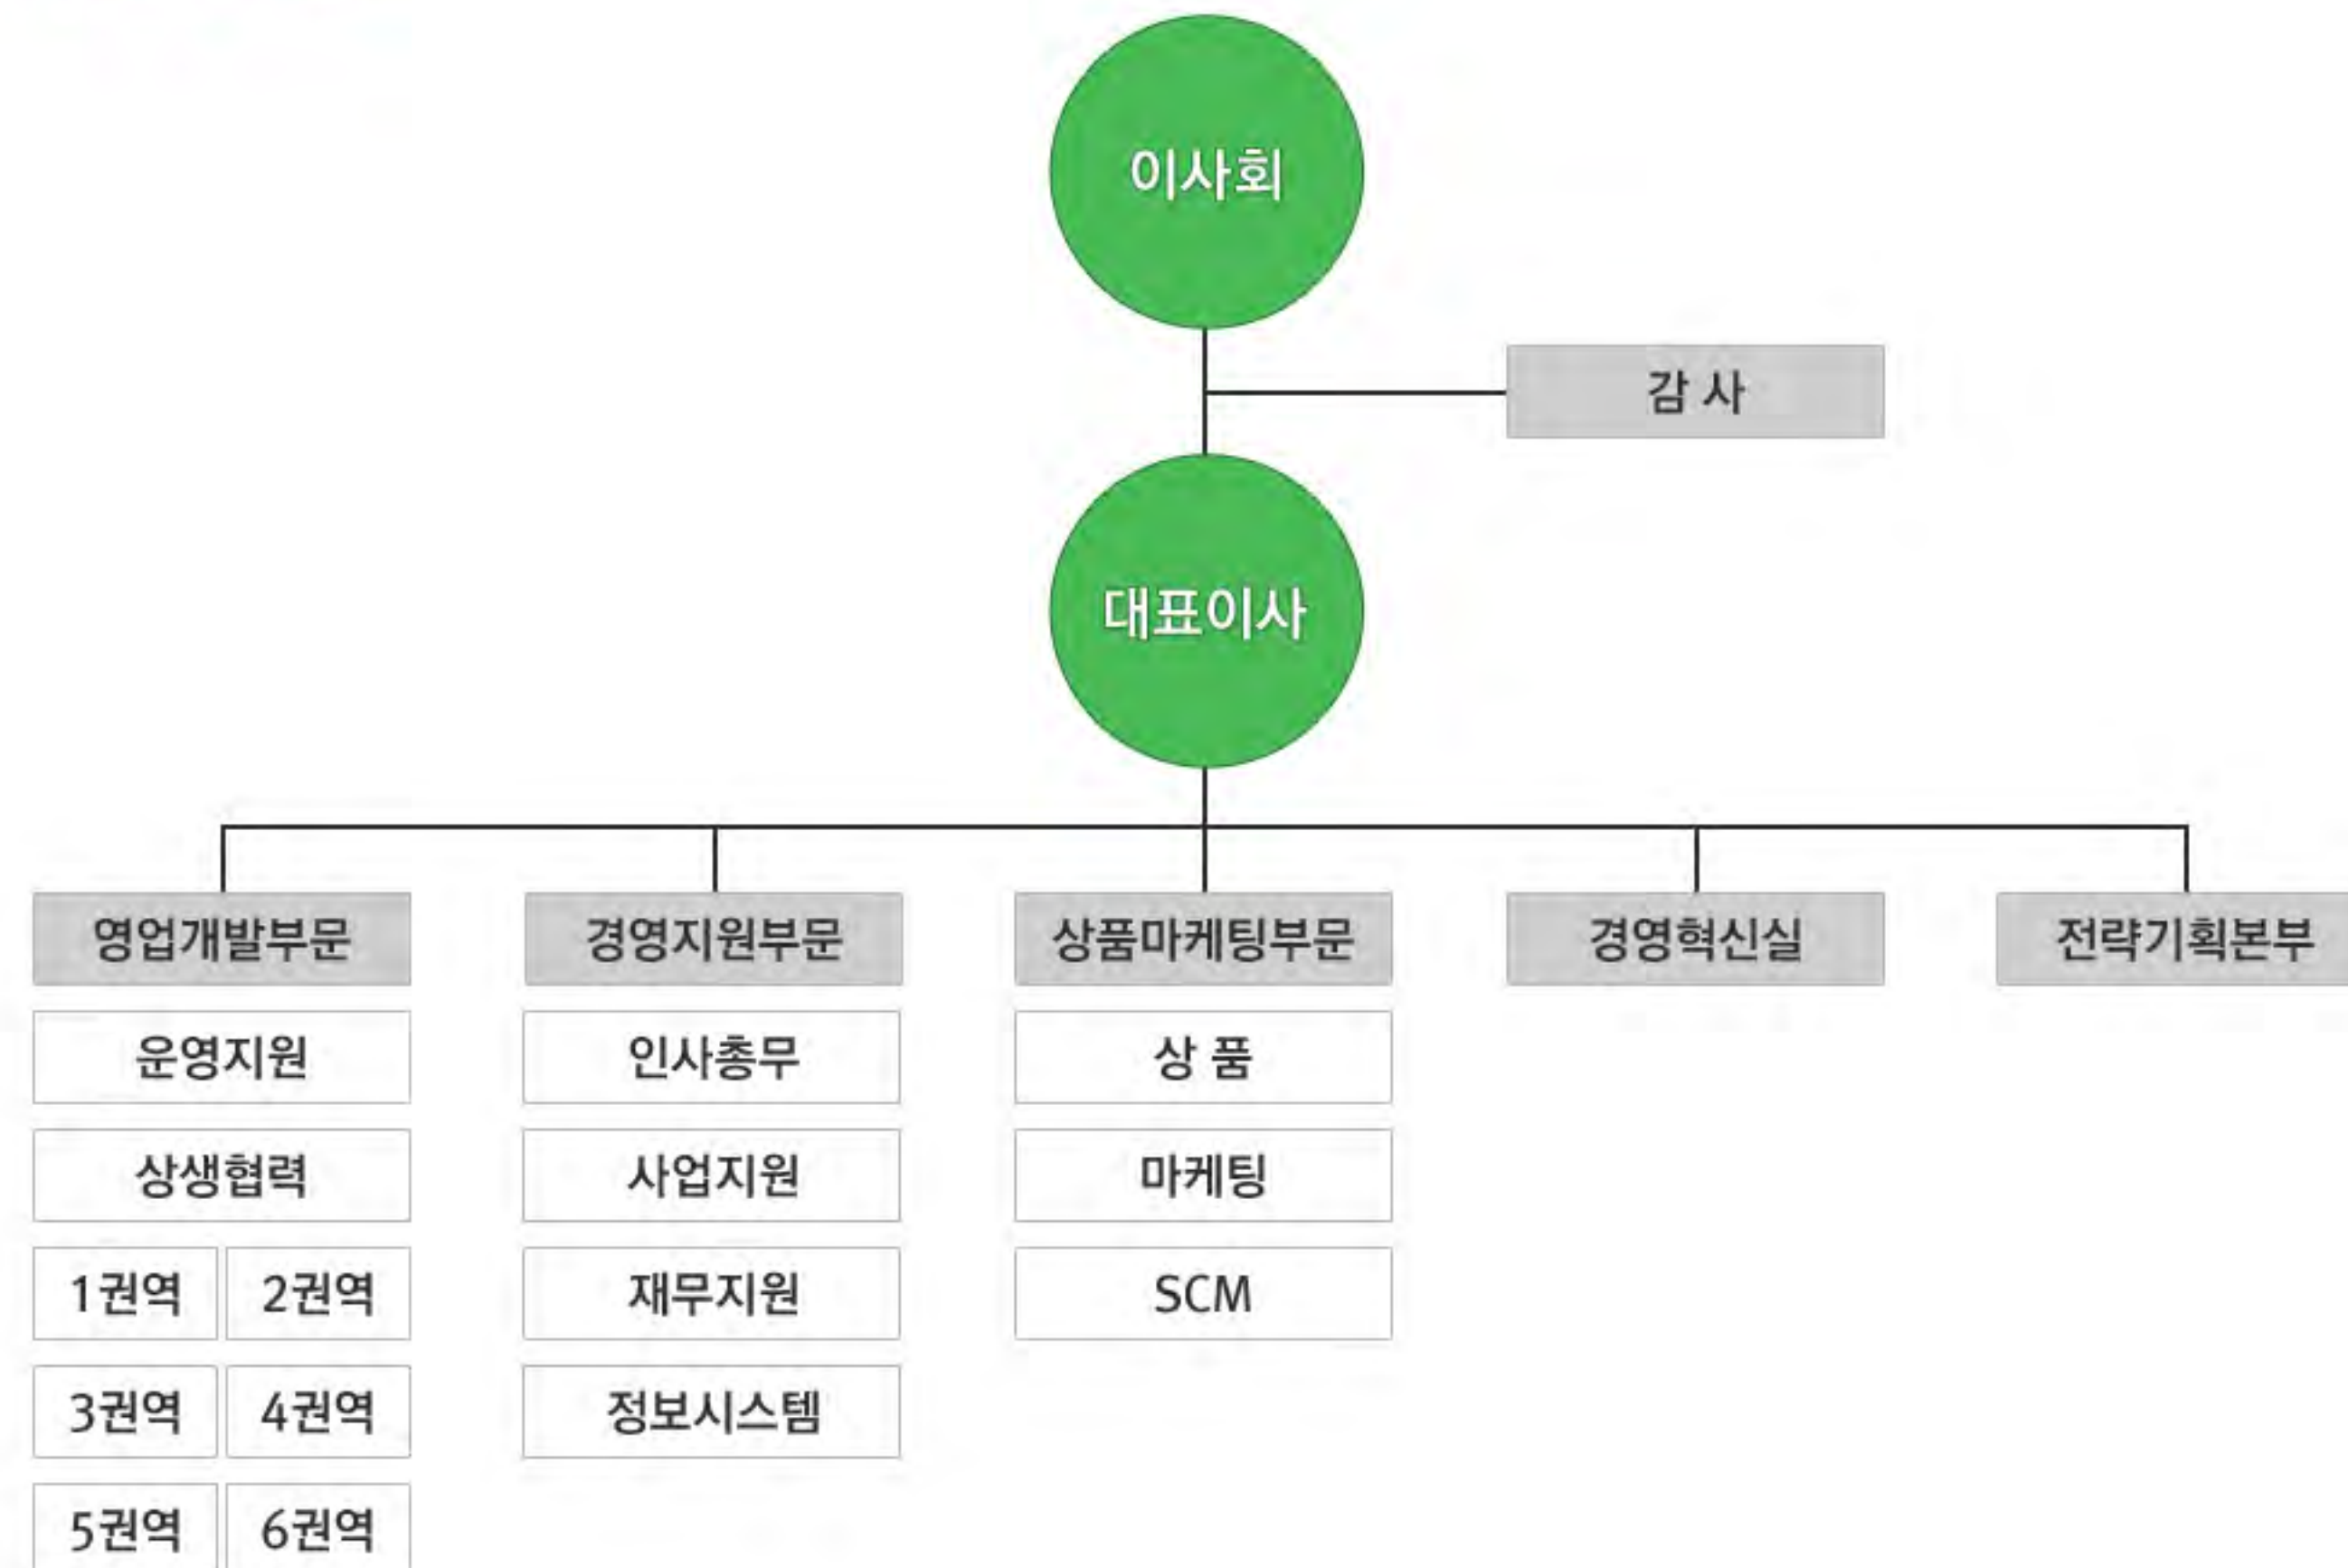 이사회
감 사
대표이사
영업개발부문
경영지원부문
상품마케팅부문
경영혁신실
전략기획본부
운영지원
인사총무
상 품
상생협력
사업지원
마케팅
1권역
2권역
재무지원
SCM
3권역
4권역
정보시스템
5권역
6권역